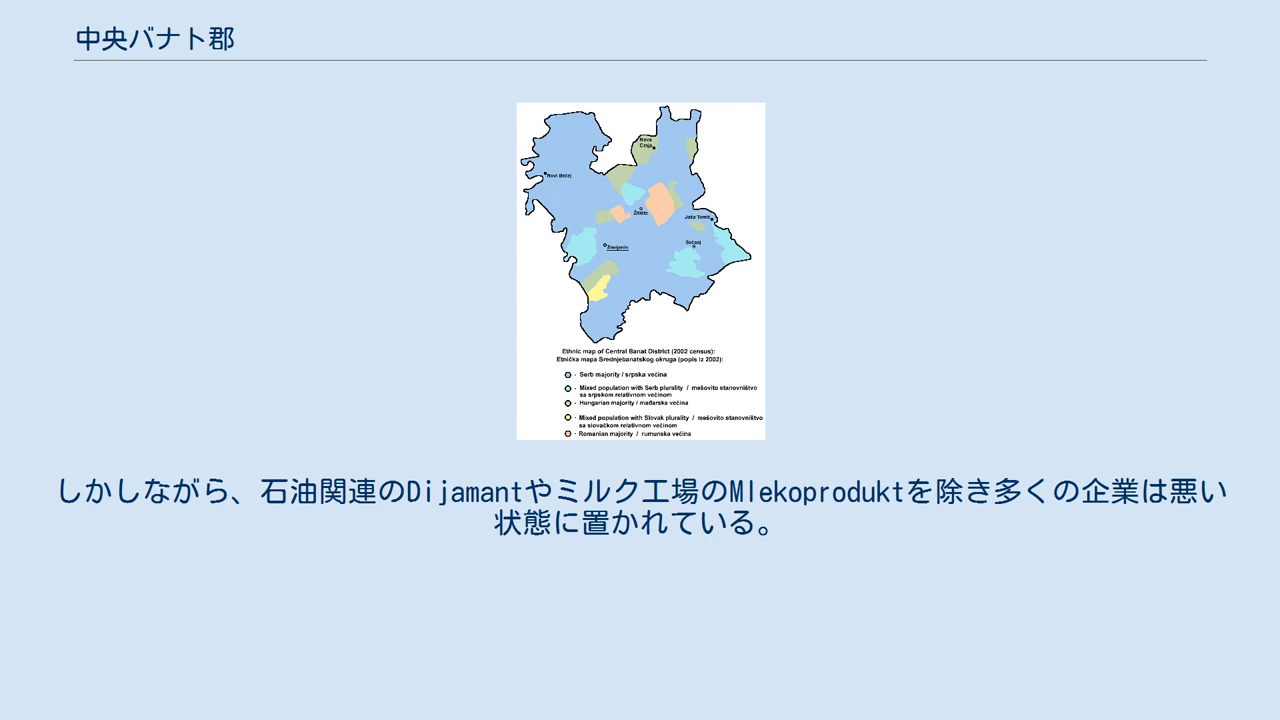 中央バナト郡
Nova
Crnja
Novi Bečej
Žitište
Jaša Tomić
Sečanj
Zrenjanin
Ethnic map of Central Banat District (2002 census):
Etnička mapa Srednjebanatskog okruga (popis iz 2002):
- Serb majority / srpska većina
- Mixed population with Serb plurality / mešovito stanovništvo
sa srpskom relativnom većinom
- Hungarian majority / mađarska većina
- Mixed population with Slovak plurality / mešovito stanovništvo
sa slovačkom relativnom većinom
- Romanian majority / rumunska većina
しかしながら、石油関連のDijamantやミルク工場のMlekoproduktを除き多くの企業は悪い
状態に置かれている。